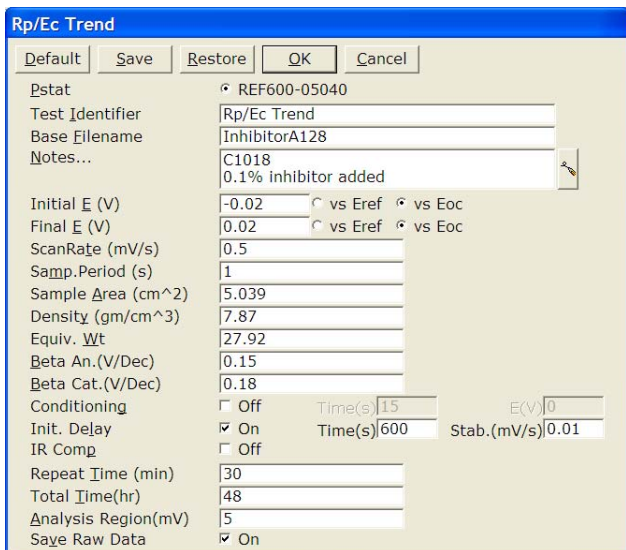 Rp/Ec Trend
Default Save Restore OK Cancel
Pstat REF600-05040
Test Identifier Rp/Ec Trend
Base Filename InhibitorA128
Notes... C1018
0.1% inhibitor added
Initial E (V) -0.02 vs Eref vs Eoc
Final E (V) 0.02 vs Eref vs Eoc
ScanRate (mV/s) 0.5
Samp.Period (s) 1
Sample Area (cm^2) 5.039
Density (gm/cm^3) 7.87
Equiv. Wt 27.92
Beta An.(V/Dec) 0.15
Beta Cat.(V/Dec) 0.18
Conditioning Off Time(s) 15 E(V) 0
Init. Delay On Time(s) 600 Stab.(mV/s) 0.01
IR Comp Off
Repeat Time (min) 30
Total Time(hr) 48
Analysis Region(mV) 5
Save Raw Data On